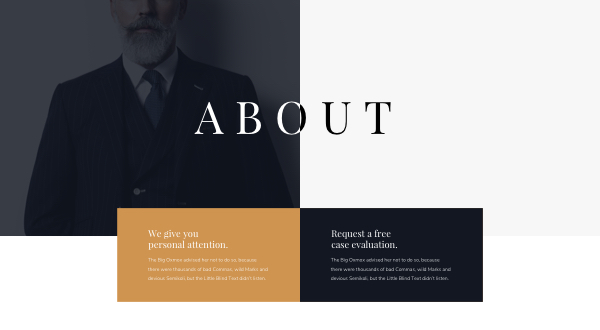 ABOUT
We give you
personal attention.
The Big Oxmox advised her not to do so, because
there were thousands of bad Commas, wild Marks and
devious Semikoli, but the Little Blind Text didn't listen.
Request a free
case evaluation.
The Big Oxmox advised her not to do so, because
there were thousands of bad Commas, wild Marks and
devious Semikoli, but the Little Blind Text didn't listen.